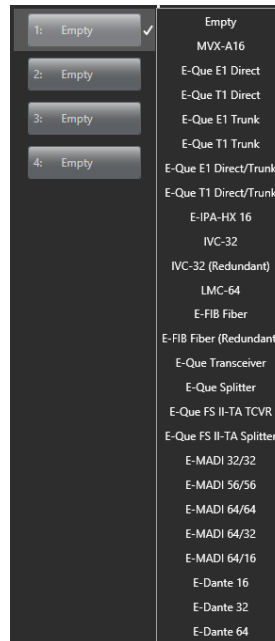 1: Empty
2: Empty
3: Empty
4: Empty
Empty
MVX-A16
E-Que E1 Direct
E-Que T1 Direct
E-Que E1 Trunk
E-Que T1 Trunk
E-Que E1 Direct/Trunk
E-Que T1 Direct/Trunk
E-IPA-HX 16
IVC-32
IVC-32 (Redundant)
LMC-64
E-FIB Fiber
E-FIB Fiber (Redundant
E-Que Transceiver
E-Que Splitter
E-Que FS II-TA TCVR
E-Que FS II-TA Splitter
E-MADI 32/32
E-MADI 56/56
E-MADI 64/64
E-MADI 64/32
E-MADI 64/16
E-Dante 16
E-Dante 32
E-Dante 64